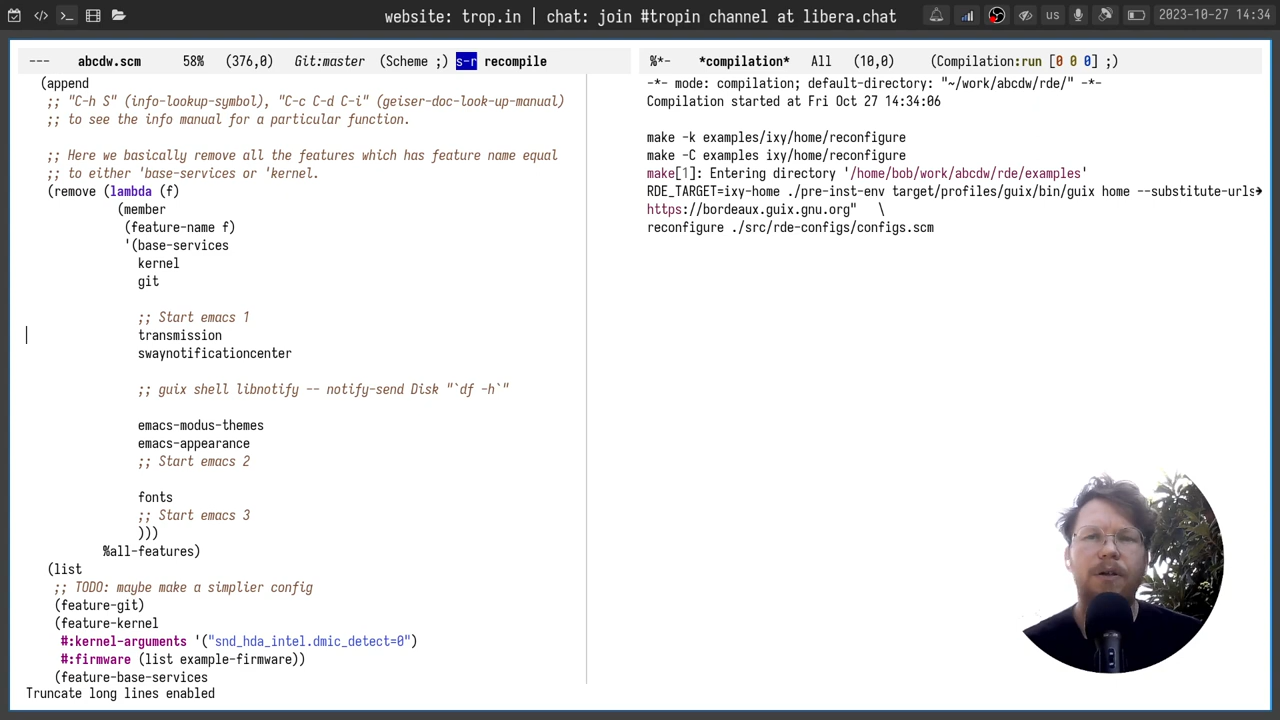 website: trop.in | chat: join #tropin channel at libera.chat
us
2023-10-27 14:34
--- abcdw.scm 58% (376,0) Git:master (Scheme ;) s-r recompile
(append
;; "C-h S" (info-lookup-symbol), "C-c C-d C-i" (geiser-doc-look-up-manual)
;; to see the info manual for a particular function.
;; Here we basically remove all the features which has feature name equal
;; to either 'base-services or 'kernel.
(remove (lambda (f)
(member
(feature-name f)
'(base-services
kernel
git
;; Start emacs 1
transmission
swaynotificationcenter
;; guix shell libnotify -- notify-send Disk "`df -h`"
emacs-modus-themes
emacs-appearance
;; Start emacs 2
fonts
;; Start emacs 3
)))
%all-features)
(list
;; TODO: maybe make a simplier config
(feature-git)
(feature-kernel
#:kernel-arguments '("snd_hda_intel.dmic_detect=0")
#:firmware (list example-firmware))
(feature-base-services
Truncate long lines enabled
%*- *compilation* All (10,0) (Compilation:run [0 0 0] ;)
-*- mode: compilation; default-directory: "~/work/abcdw/rde/" -*-
Compilation started at Fri Oct 27 14:34:06
make -k examples/ixy/home/reconfigure
make -C examples ixy/home/reconfigure
make[1]: Entering directory '/home/bob/work/abcdw/rde/examples'
RDE_TARGET=ixy-home ./pre-inst-env target/profiles/guix/bin/guix home --substitute-urls
https://bordeaux.guix.gnu.org" \
reconfigure ./src/rde-configs/configs.scm